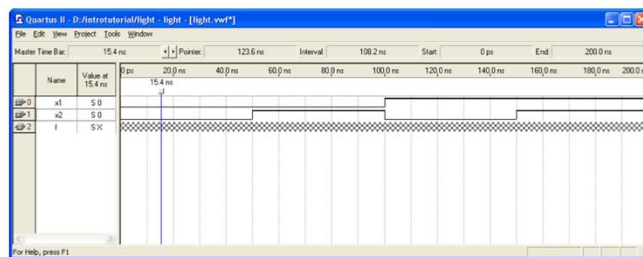 Quartus II - D:/introtutorial/light - light - [light.vwf*]
File Edit View Project Tools Window
Master Time Bar: 15.4 ns Pointer: 123.6 ns Interval: 108.2 ns Start: 0 ps End: 200.0 ns
Name Value at 15.4 ns 0 ps 20.0 ns 40.0 ns 60.0 ns 80.0 ns 100.0 ns 120.0 ns 140.0 ns 160.0 ns 180.0 ns 200.0
15.4 ns
0 x1 S 0
1 x2 S 0
2 f S X
For Help, press F1